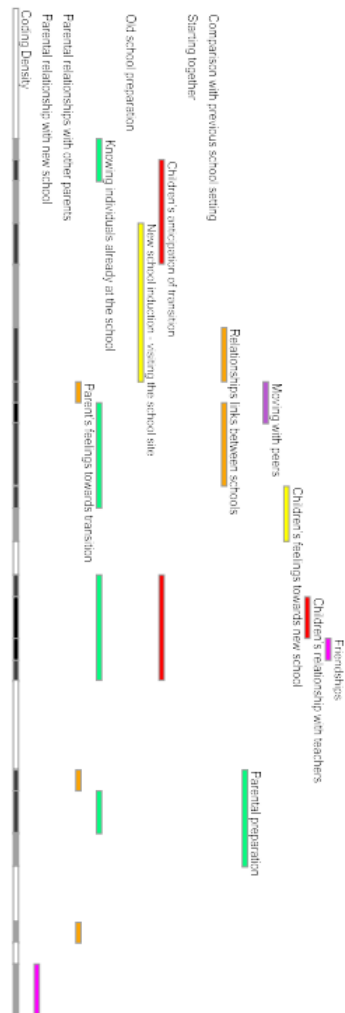 Friendships
Children's relationship with teachers
Children's feelings towards new school
Moving with peers
Parental preparation
Relationships links between schools
Comparison with previous school setting
Starting together
Children's anticipation of transition
New school induction - visiting the school site
Old school preparation
Knowing individuals already at the school
Parent's feelings towards transition
Parental relationships with other parents
Parental relationship with new school
Coding Density